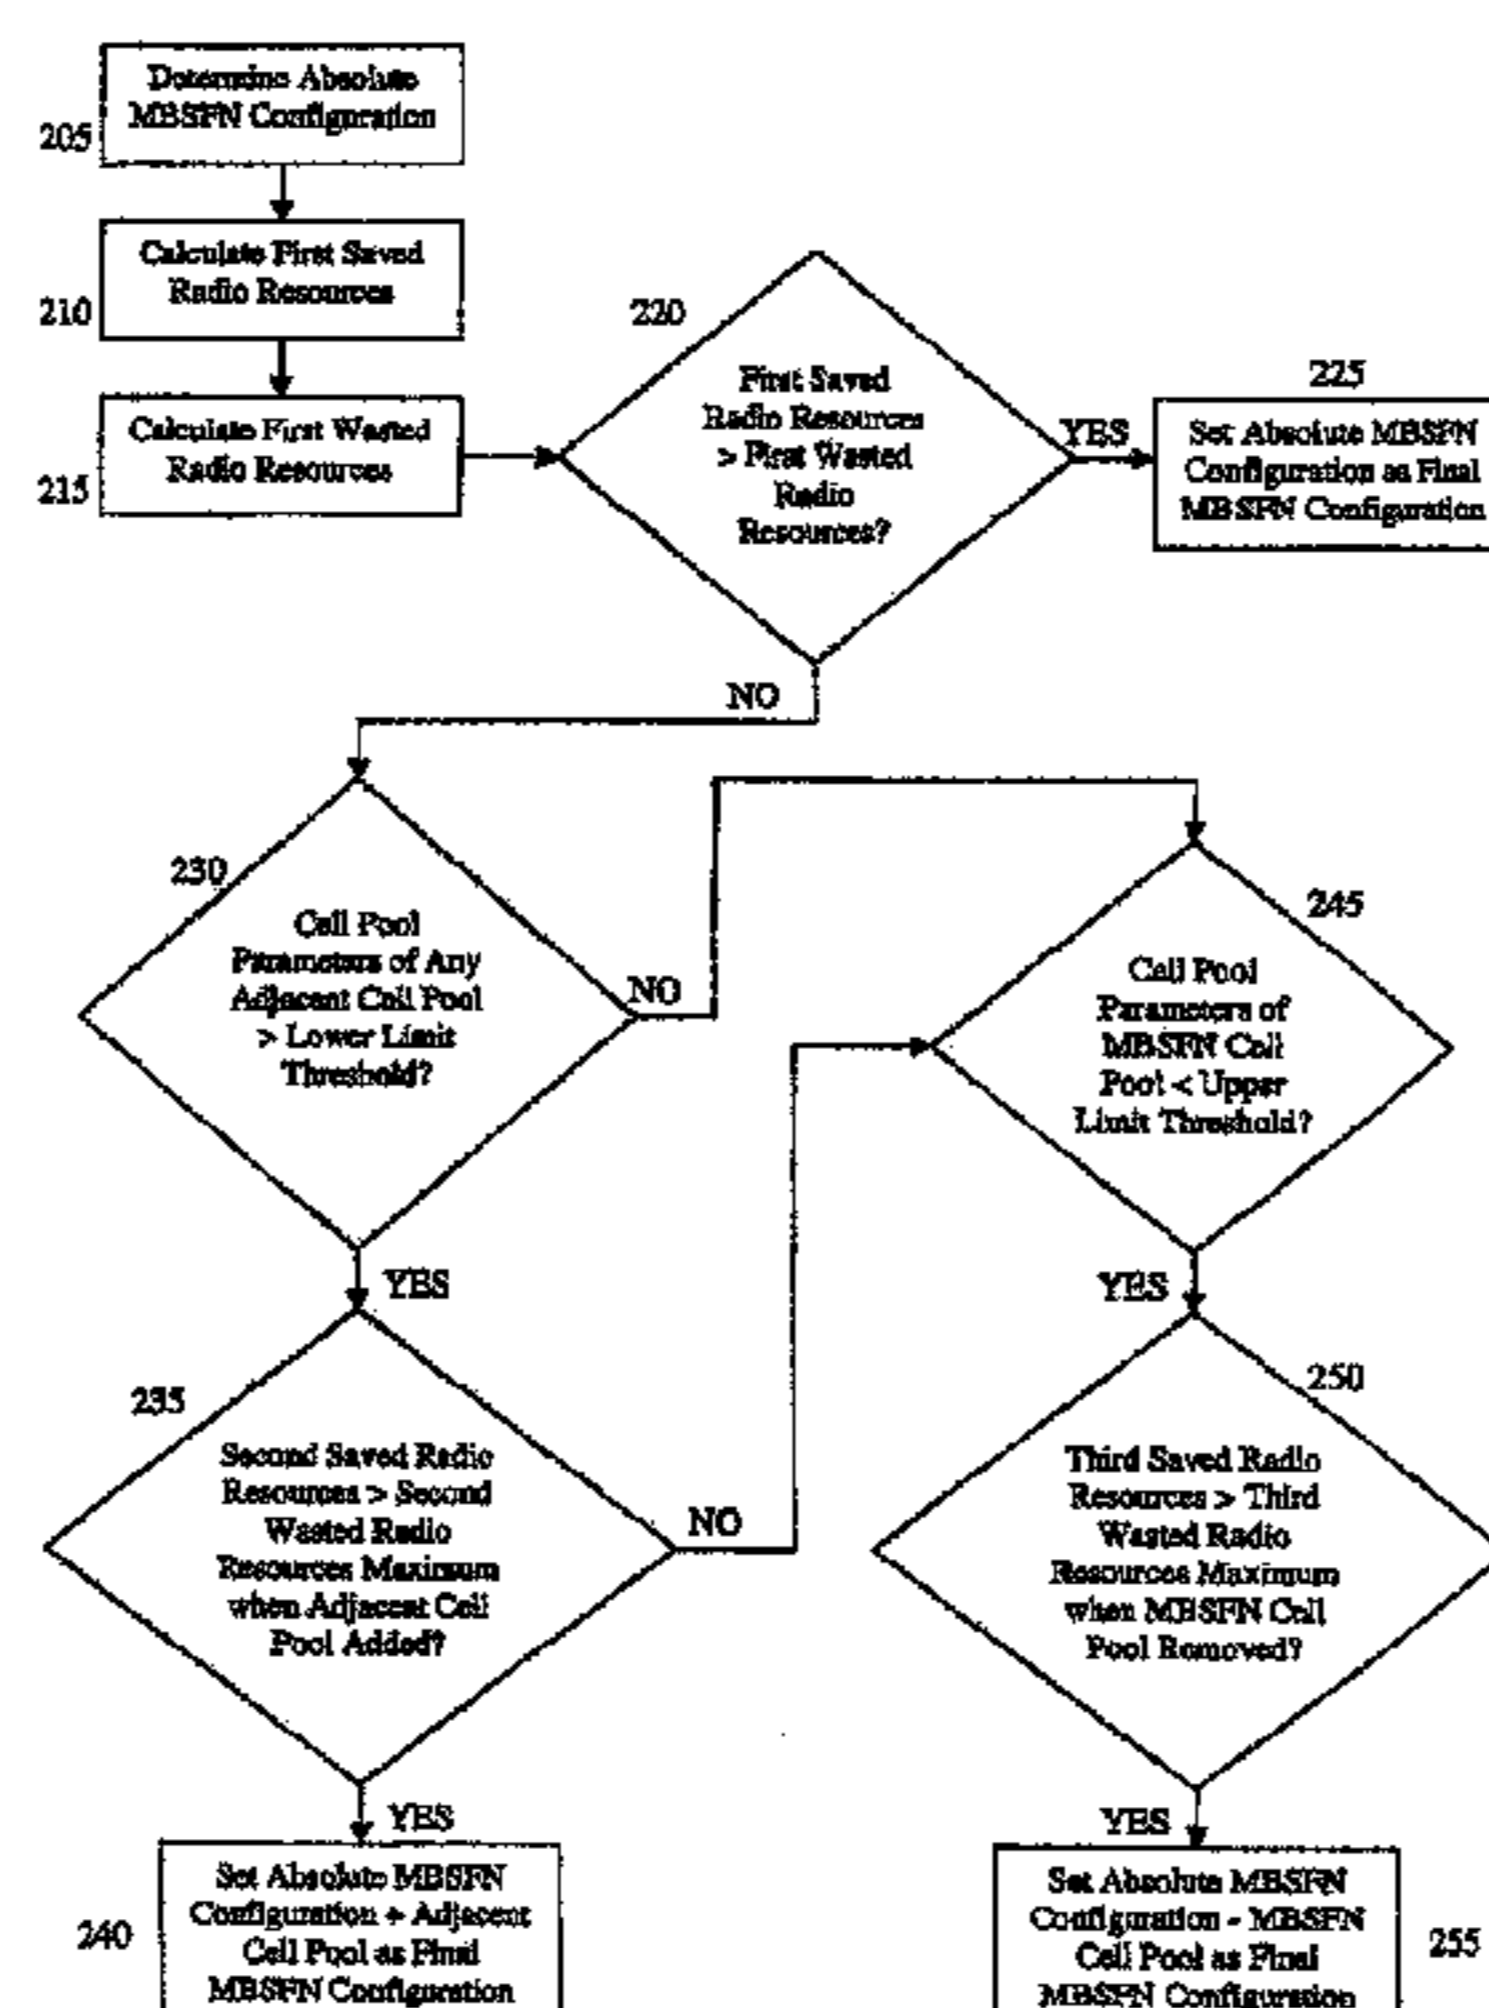 Determine Absolute
MBSFN Configuration
205
Calculate First Saved
Radio Resources
210
Calculate First Wasted
Radio Resources
215
220
First Saved
Radio Resources
> First Wasted
Radio
Resources?
YES
225
Set Absolute MBSFN
Configuration as Final
MBSFN Configuration
NO
230
Cell Pool
Parameters of Any
Adjacent Cell Pool
> Lower Limit
Threshold?
NO
245
Cell Pool
Parameters of
MBSFN Cell
Pool < Upper
Limit Threshold?
YES
YES
235
Second Saved Radio
Resources > Second
Wasted Radio
Resources Maximum
when Adjacent Cell
Pool Added?
NO
250
Third Saved Radio
Resources > Third
Wasted Radio
Resources Maximum
when MBSFN Cell
Pool Removed?
YES
YES
240
Set Absolute MBSFN
Configuration + Adjacent
Cell Pool as Final
MBSFN Configuration
Set Absolute MBSFN
Configuration - MBSFN
Cell Pool as Final
MBSFN Configuration
255